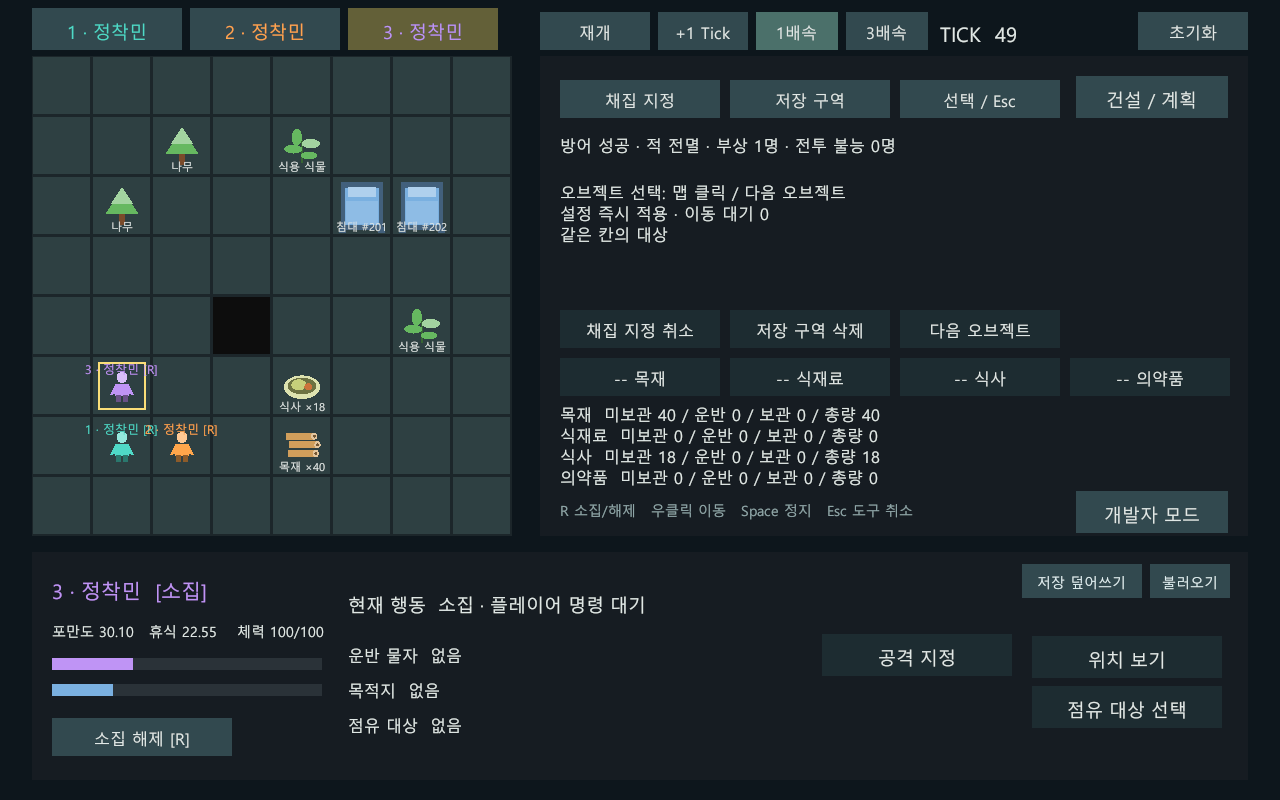 1 · 정착민
2 · 정착민
3 · 정착민
재개
+1 Tick
1배속
3배속
TICK 49
초기화
채집 지정
저장 구역
선택 / Esc
건설 / 계획
방어 성공 · 적 전멸 · 부상 1명 · 전투 불능 0명
오브젝트 선택: 맵 클릭 / 다음 오브젝트
설정 즉시 적용 · 이동 대기 0
같은 칸의 대상
채집 지정 취소
저장 구역 삭제
다음 오브젝트
-- 목재
-- 식재료
-- 식사
-- 의약품
목재 미보관 40 / 운반 0 / 보관 0 / 총량 40
식재료 미보관 0 / 운반 0 / 보관 0 / 총량 0
식사 미보관 18 / 운반 0 / 보관 0 / 총량 18
의약품 미보관 0 / 운반 0 / 보관 0 / 총량 0
R 소집/해제 우클릭 이동 Space 정지 Esc 도구 취소
개발자 모드
나무
식용 식물
나무
침대 #201
침대 #202
식용 식물
3 · 정착민 [R]
식사 ×18
1 · 정착민 [R]
정착민 [R]
목재 ×40
3 · 정착민 [소집]
포만도 30.10 휴식 22.55 체력 100/100
소집 해제 [R]
현재 행동 소집 · 플레이어 명령 대기
운반 물자 없음
목적지 없음
점유 대상 없음
저장 덮어쓰기
불러오기
공격 지정
위치 보기
점유 대상 선택